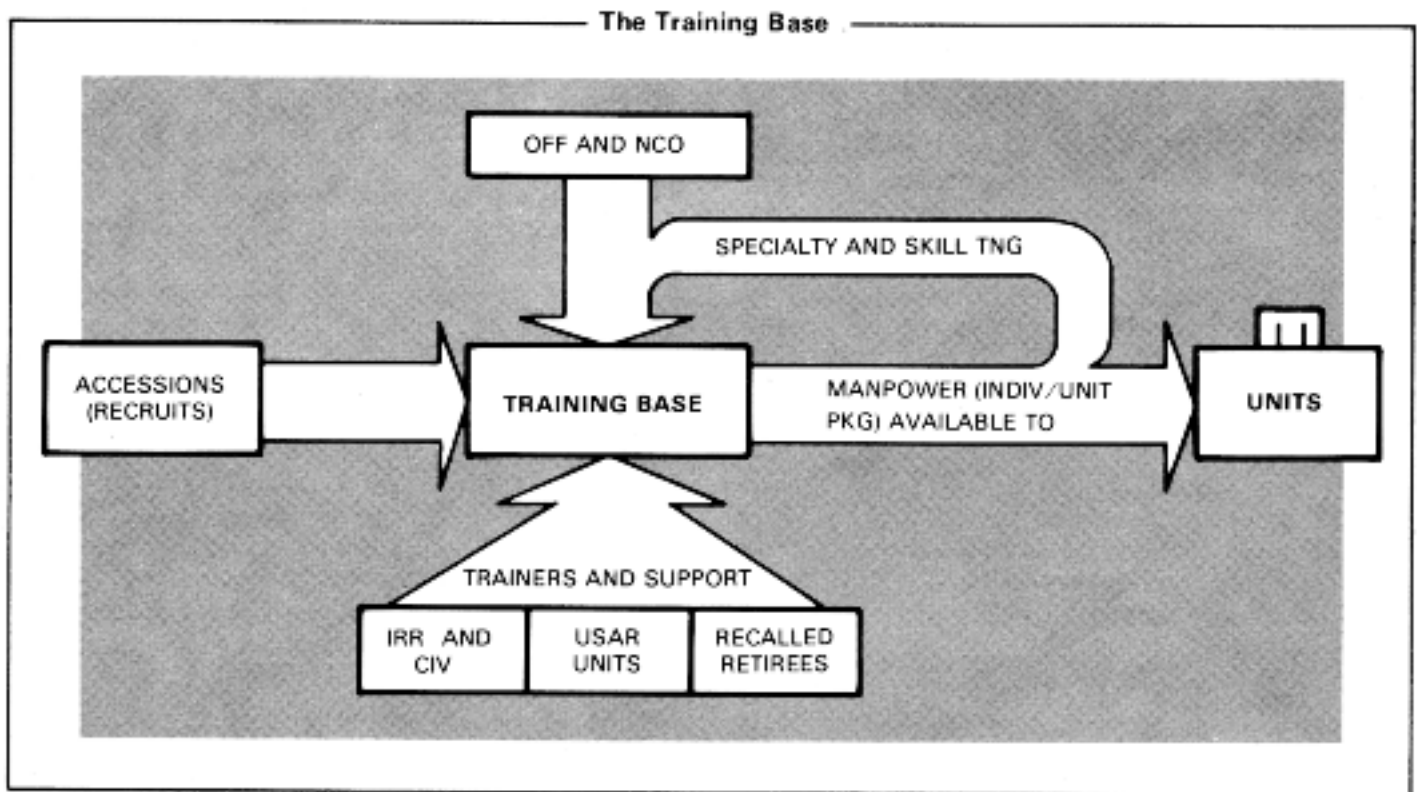 The Training Base
OFF AND NCO
SPECIALTY AND SKILL TNG
ACCESSIONS
(RECRUITS)
TRAINING BASE
MANPOWER (INDIV/UNIT
PKG) AVAILABLE TO
UNITS
TRAINERS AND SUPPORT
IRR AND
CIV
USAR
UNITS
RECALLED
RETIREES